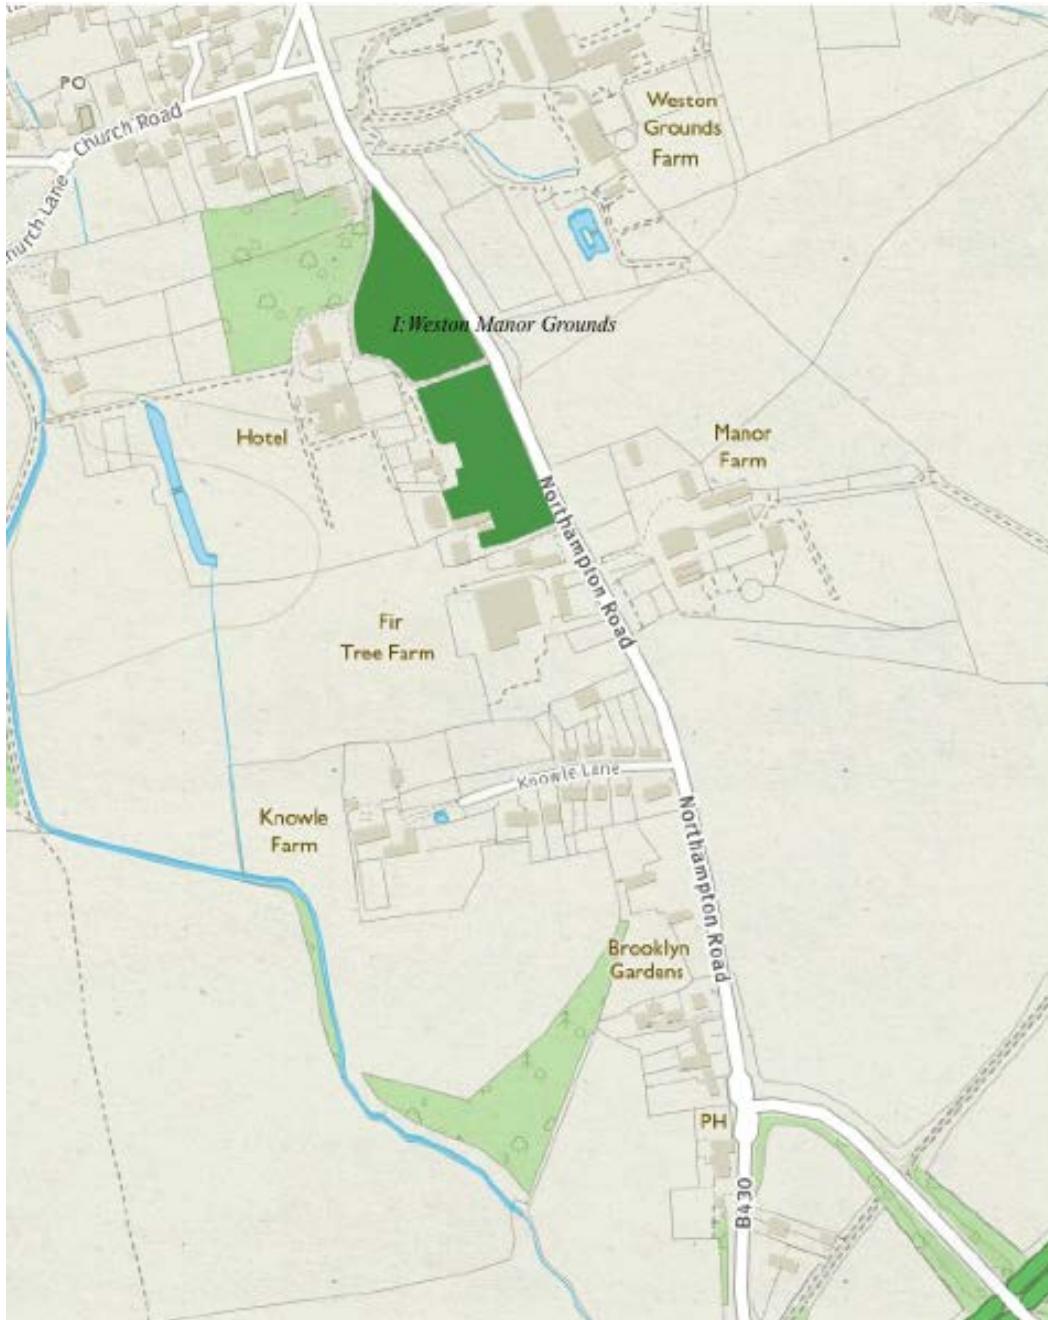 PO
Church Road
Church Lane
Weston
Grounds
Farm
I: Weston Manor Grounds
Hotel
Manor
Farm
Northampton Road
Fir
Tree Farm
Knowle Lane
Knowle
Farm
Northampton Road
Brooklyn
Gardens
PH
B430